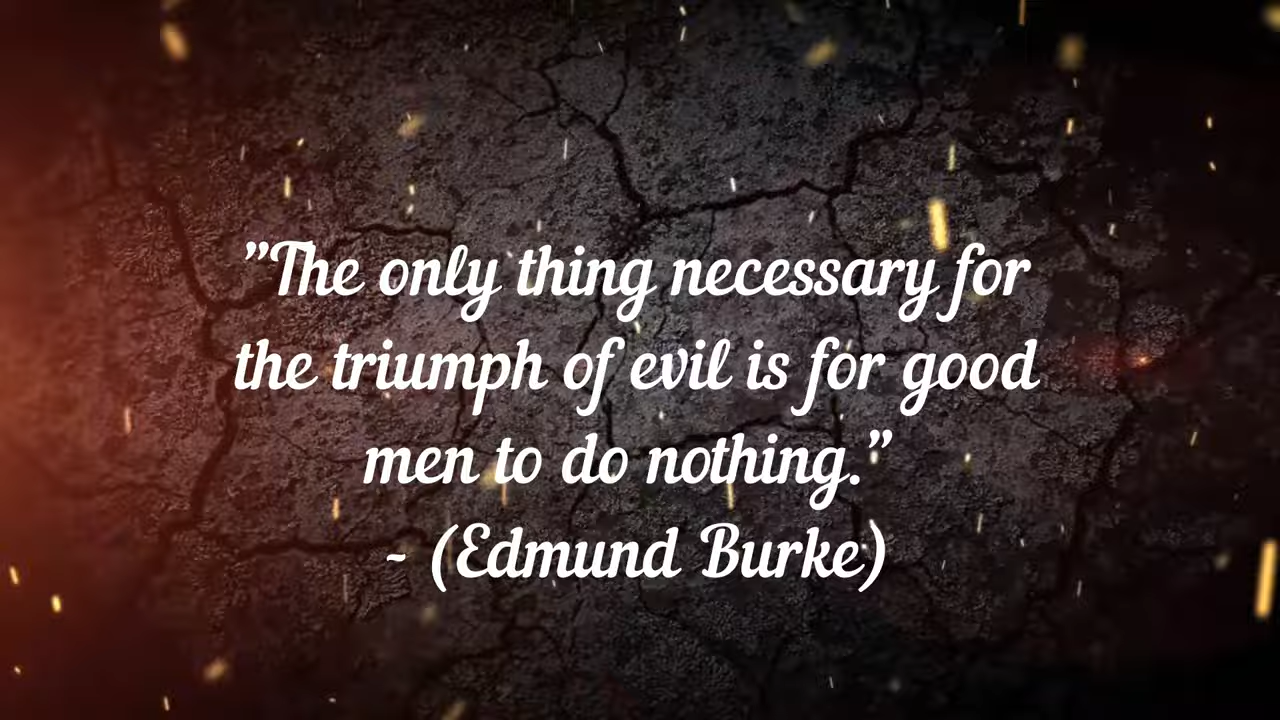 ”The only thing necessary for
the triumph of evil is for good
men to do nothing.”
- (Edmund Burke)